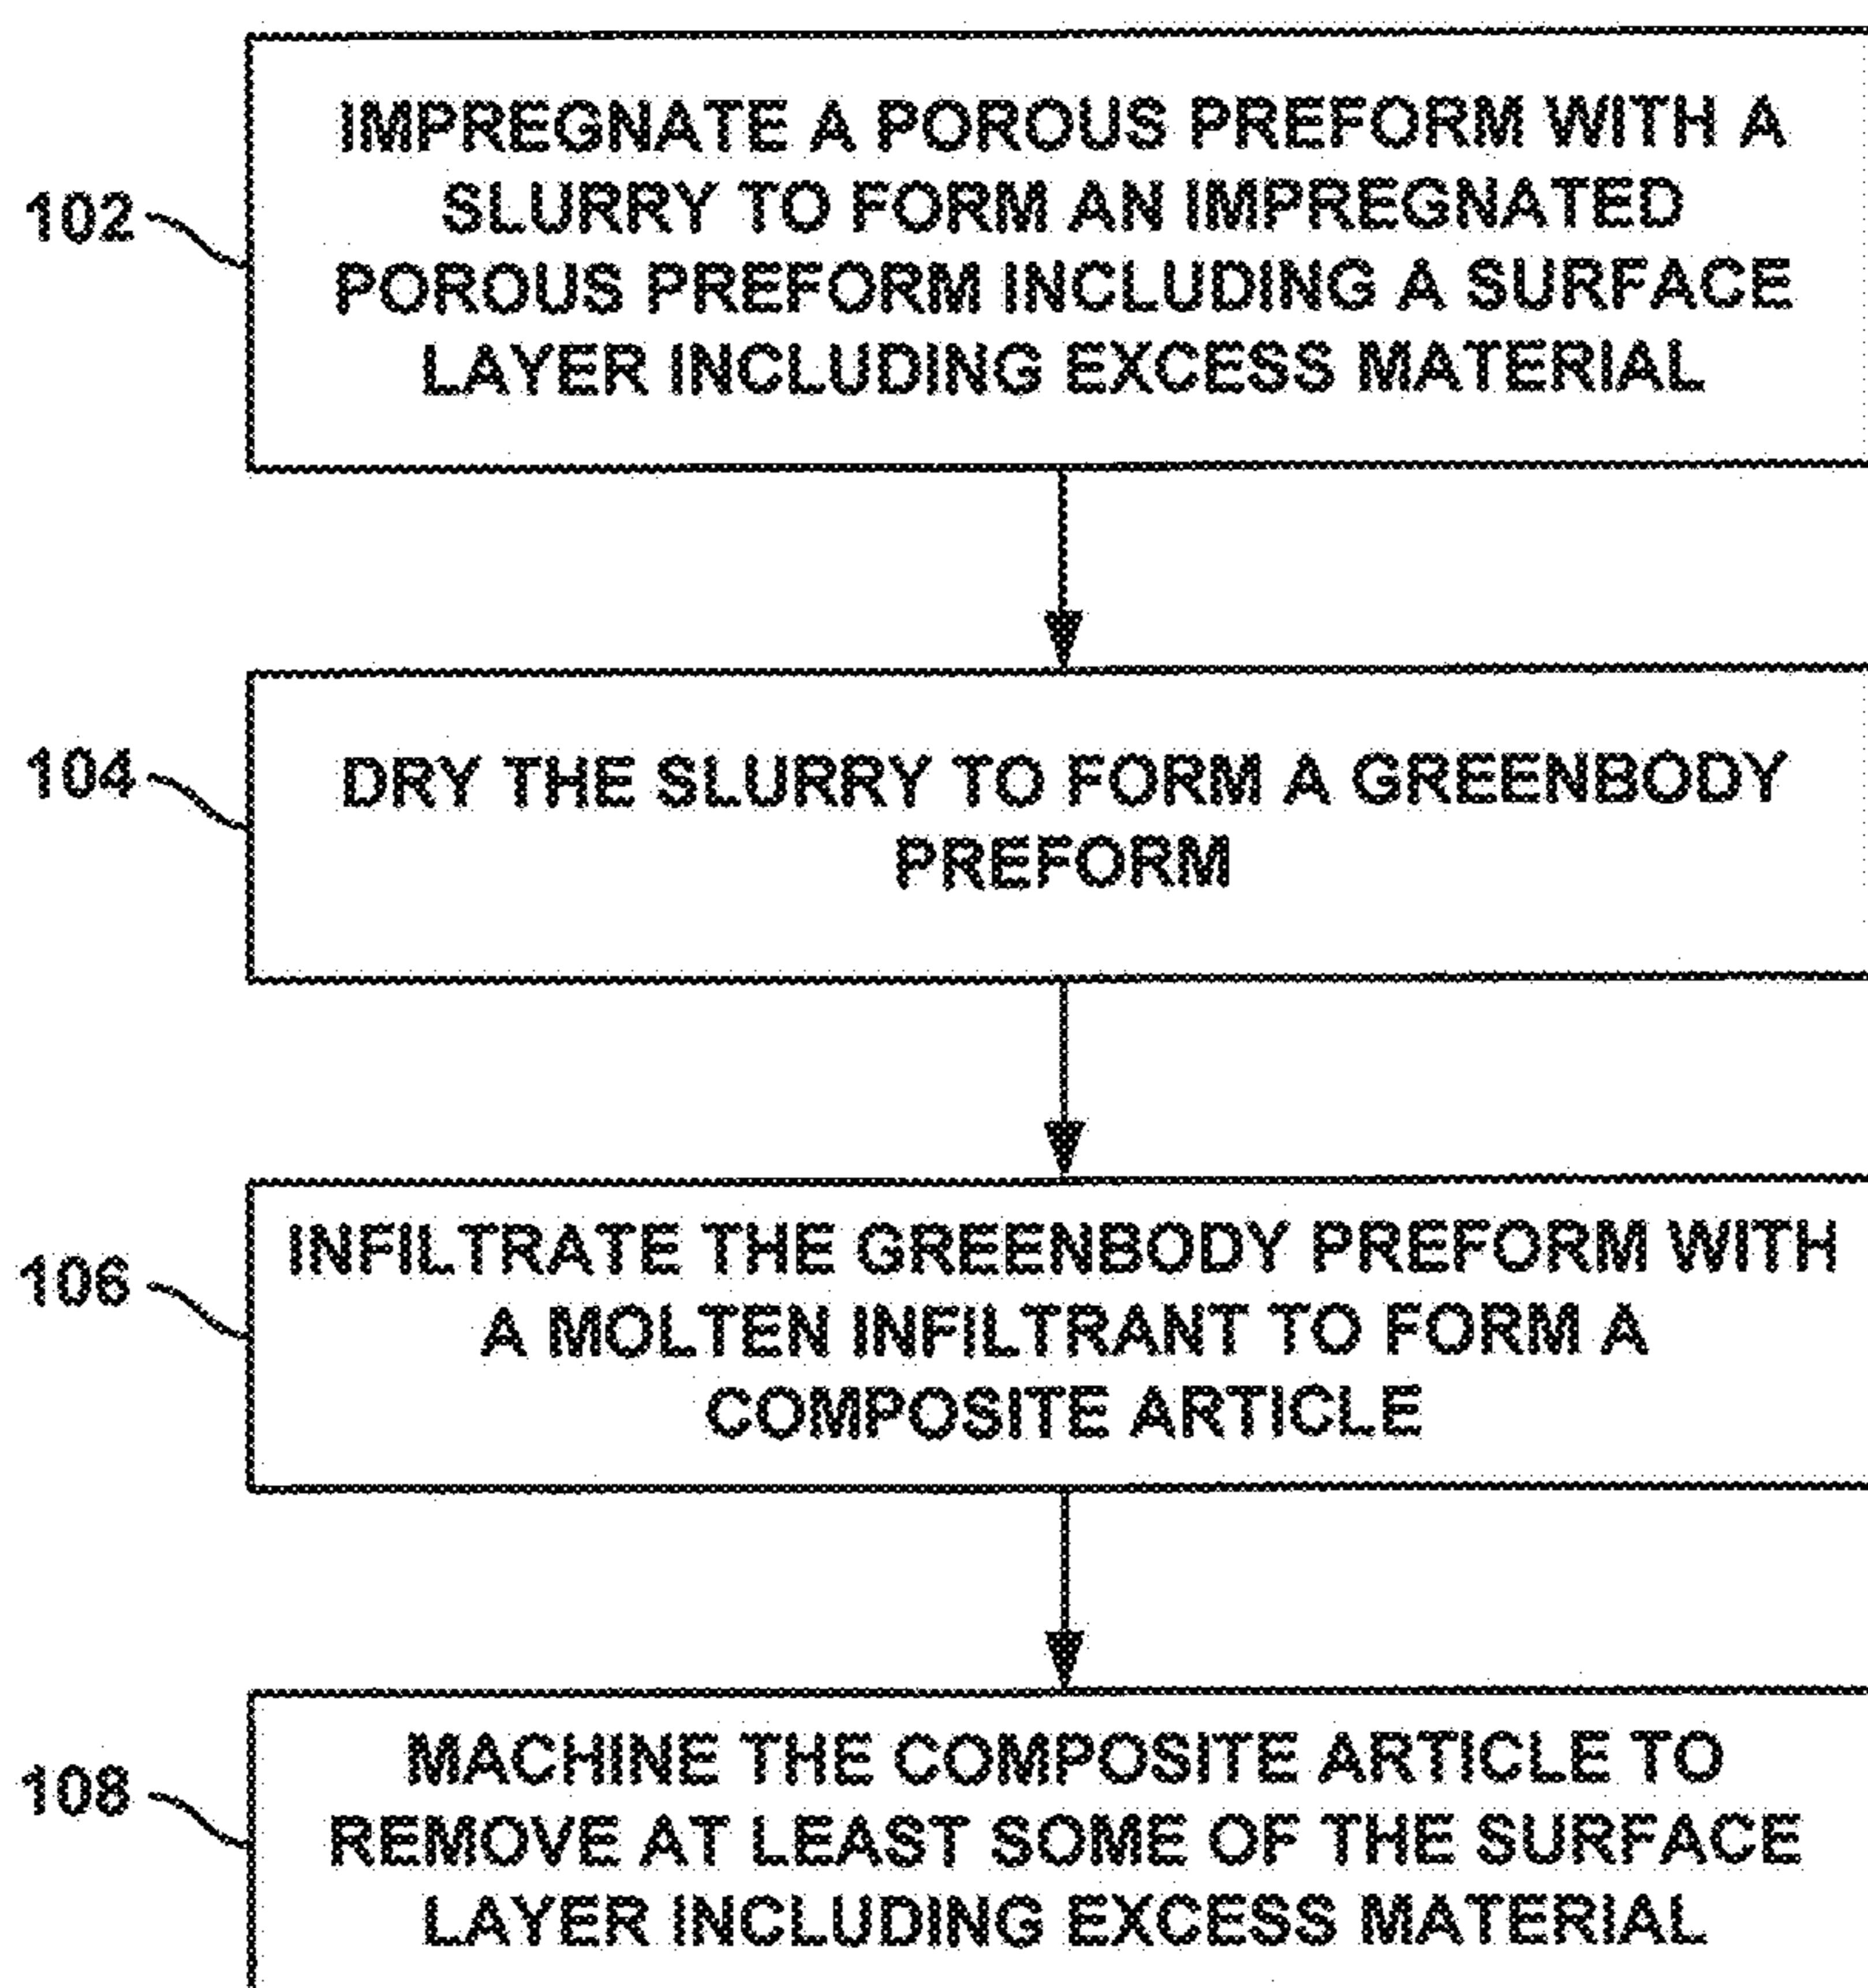 IMPREGNATE A POROUS PREFORM WITH A
SLURRY TO FORM AN IMPREGNATED
POROUS PREFORM INCLUDING A SURFACE
LAYER INCLUDING EXCESS MATERIAL
102
DRY THE SLURRY TO FORM A GREENBODY
PREFORM
104
INFILTRATE THE GREENBODY PREFORM WITH
A MOLTEN INFILTRANT TO FORM A
COMPOSITE ARTICLE
106
MACHINE THE COMPOSITE ARTICLE TO
REMOVE AT LEAST SOME OF THE SURFACE
LAYER INCLUDING EXCESS MATERIAL
108